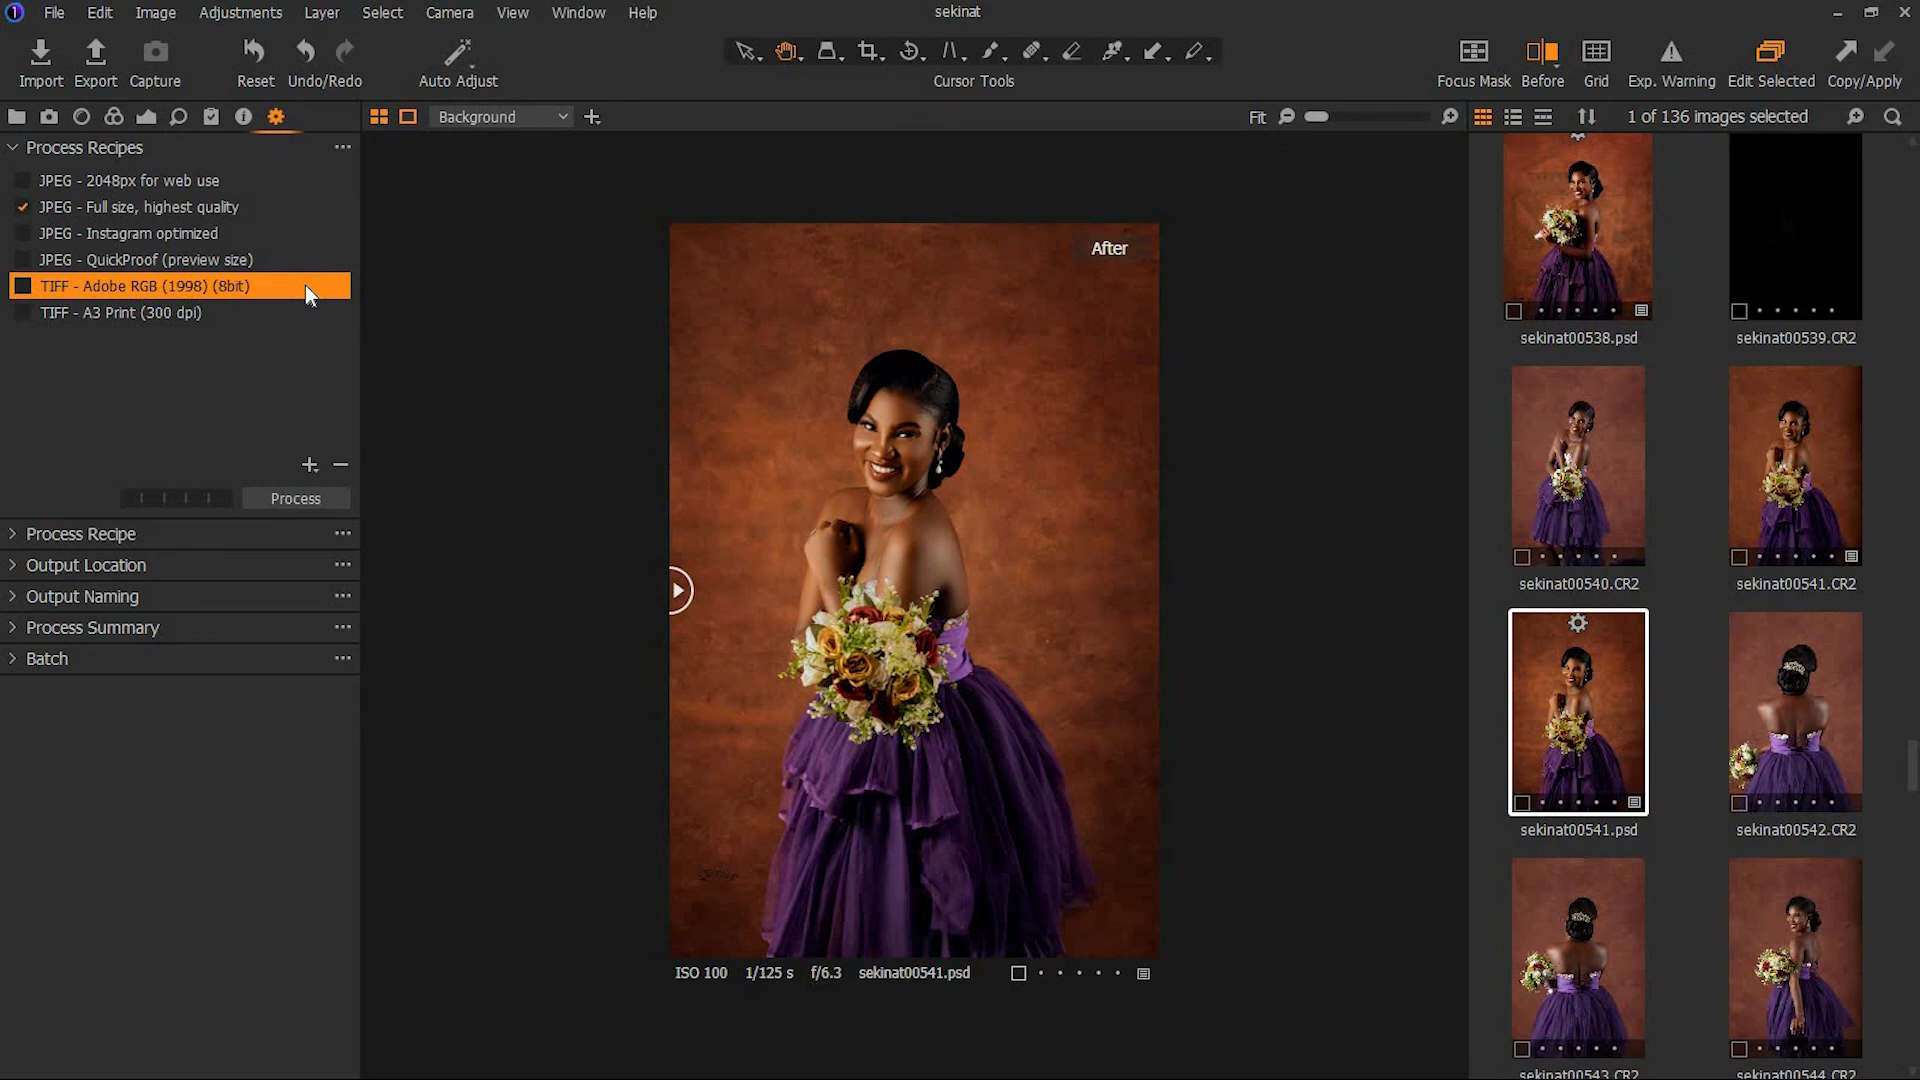 File Edit Image Adjustments Layer Select Camera View Window Help
sekinat
Import Export Capture Reset Undo/Redo Auto Adjust
Cursor Tools
Focus Mask Before Grid Exp. Warning Edit Selected Copy/Apply
Background
Fit
1 of 136 images selected
Process Recipes
JPEG - 2048px for web use
JPEG - Full size, highest quality
JPEG - Instagram optimized
JPEG - QuickProof (preview size)
TIFF - Adobe RGB (1998) (8bit)
TIFF - A3 Print (300 dpi)
Process
Process Recipe
Output Location
Output Naming
Process Summary
Batch
After
ISO 100 1/125 s f/6.3 sekinat00541.psd
sekinat00538.psd
sekinat00539.CR2
sekinat00540.CR2
sekinat00541.CR2
sekinat00541.psd
sekinat00542.CR2
sekinat00543.CR2
sekinat00544.CR2